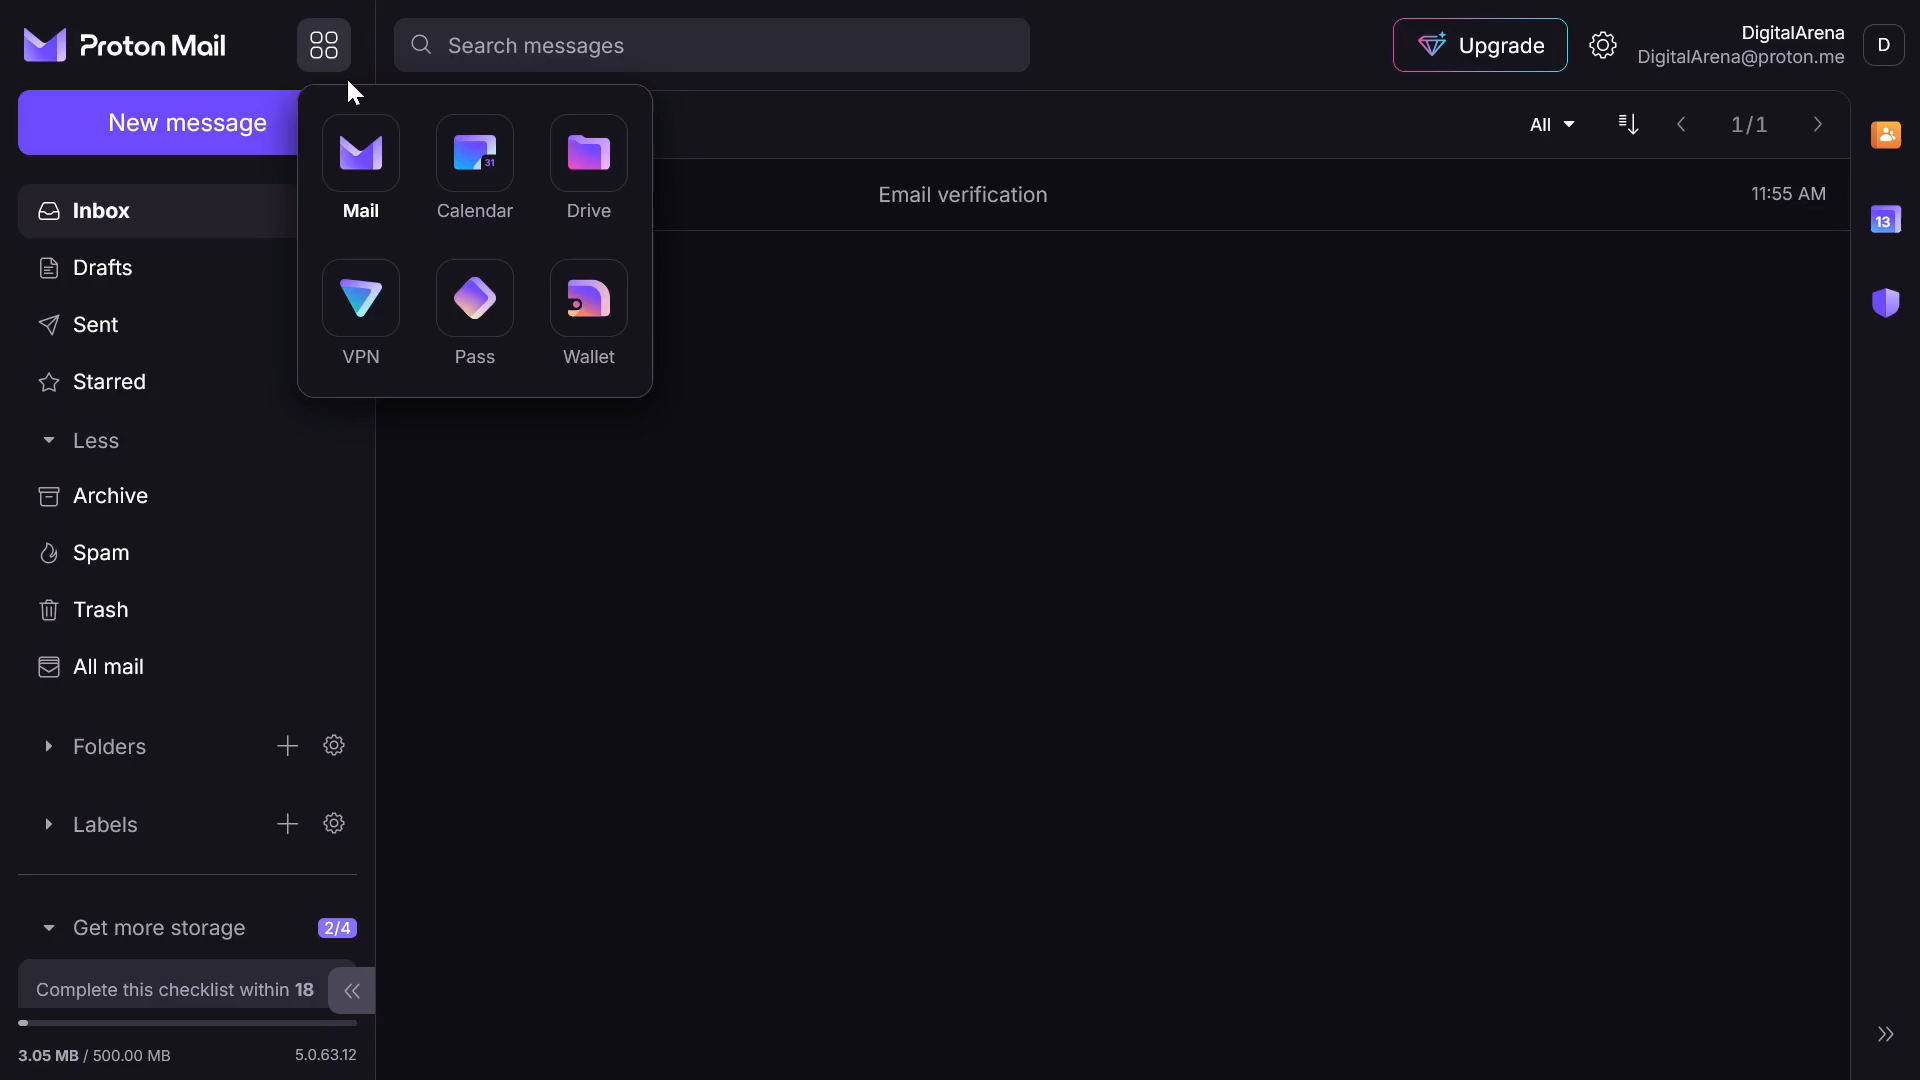 Proton Mail
Search messages
Upgrade
DigitalArena
DigitalArena@proton.me
D
New message
Mail
Calendar
31
Drive
VPN
Pass
Wallet
All
1/1
Email verification
11:55 AM
13
Inbox
Drafts
Sent
Starred
Less
Archive
Spam
Trash
All mail
Folders
Labels
Get more storage
2/4
Complete this checklist within 18
3.05 MB / 500.00 MB
5.0.63.12